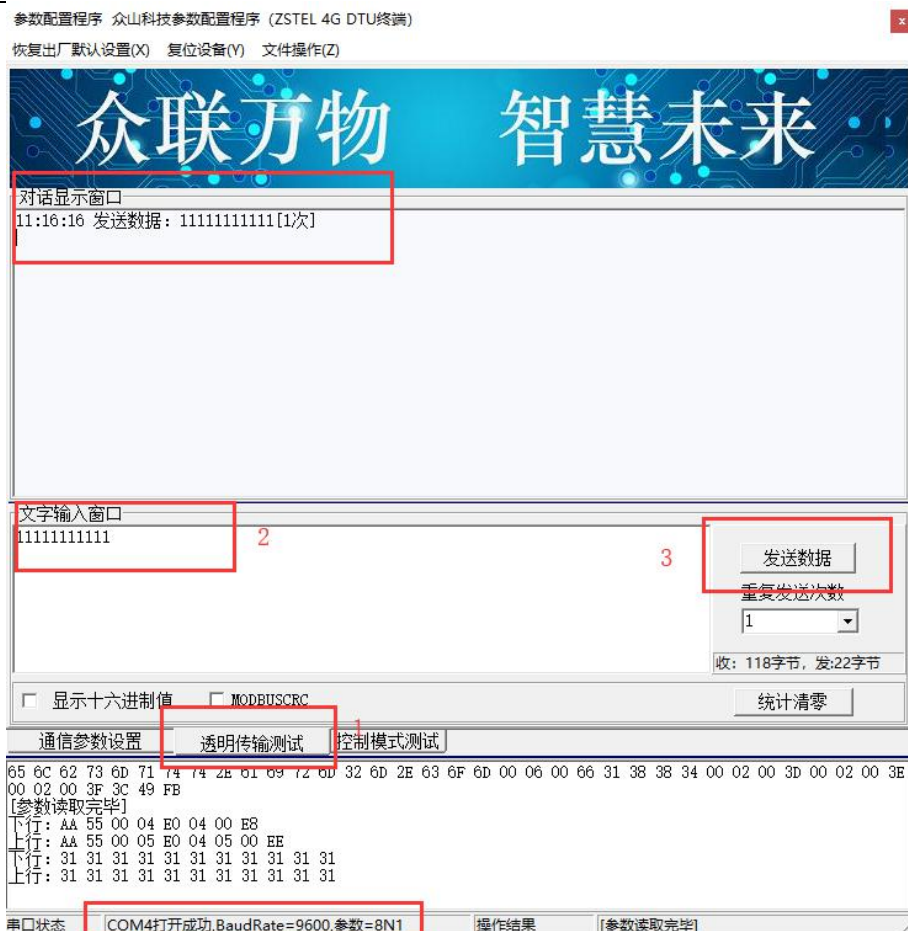 参数配置程序 众山科技参数配置程序 (ZSTEL 4G DTU终端)
x
恢复出厂默认设置(X) 复位设备(Y) 文件操作(Z)
众联万物 智慧未来
对话显示窗口
11:16:16 发送数据: 11111111111[1次]
文字输入窗口
11111111111
2
3
发送数据
重复发送次数
1
收: 118字节, 发:22字节
显示十六进制值 MODBUSCRC
统计清零
1
通信参数设置 透明传输测试 控制模式测试
65 6C 62 73 6D 71 74 74 2E 61 69 72 6D 32 6D 2E 63 6F 6D 00 06 00 66 31 38 38 34 00 02 00 3D 00 02 00 3E
00 02 00 3F 3C 49 FB
[参数读取完毕]
下行: AA 55 00 04 E0 04 00 E8
上行: AA 55 00 05 E0 04 05 00 EE
下行: 31 31 31 31 31 31 31 31 31 31 31
上行: 31 31 31 31 31 31 31 31 31 31 31
串口状态 COM4打开成功,BaudRate=9600,参数=8N1 操作结果 [参数读取完毕]